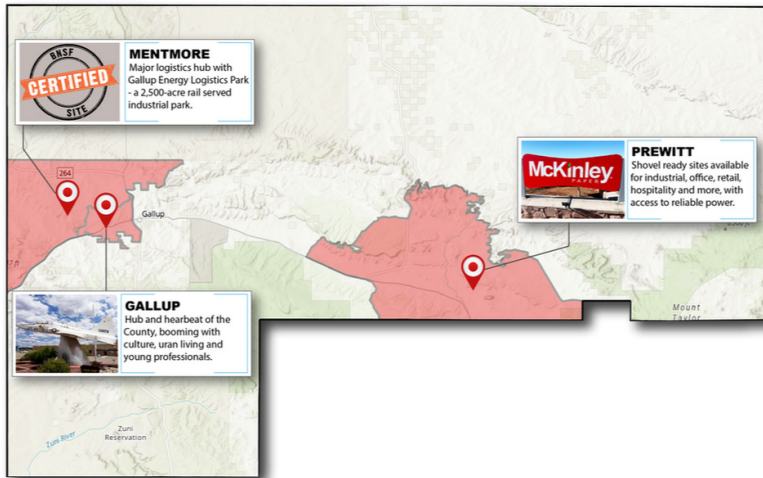 BNSF
CERTIFIED
SITE
MENTMORE
Major logistics hub with
Gallup Energy Logistics Park
- a 2,500-acre rail served
industrial park.
McKinley
PAPER
PREWITT
Shovel ready sites available
for industrial, office, retail,
hospitality and more, with
access to reliable power.
264
Gallup
GALLUP
Hub and hearbeat of the
County, booming with
culture, uran living and
young professionals.
Mount
Taylor
Zuni
Reservation
Zuni River